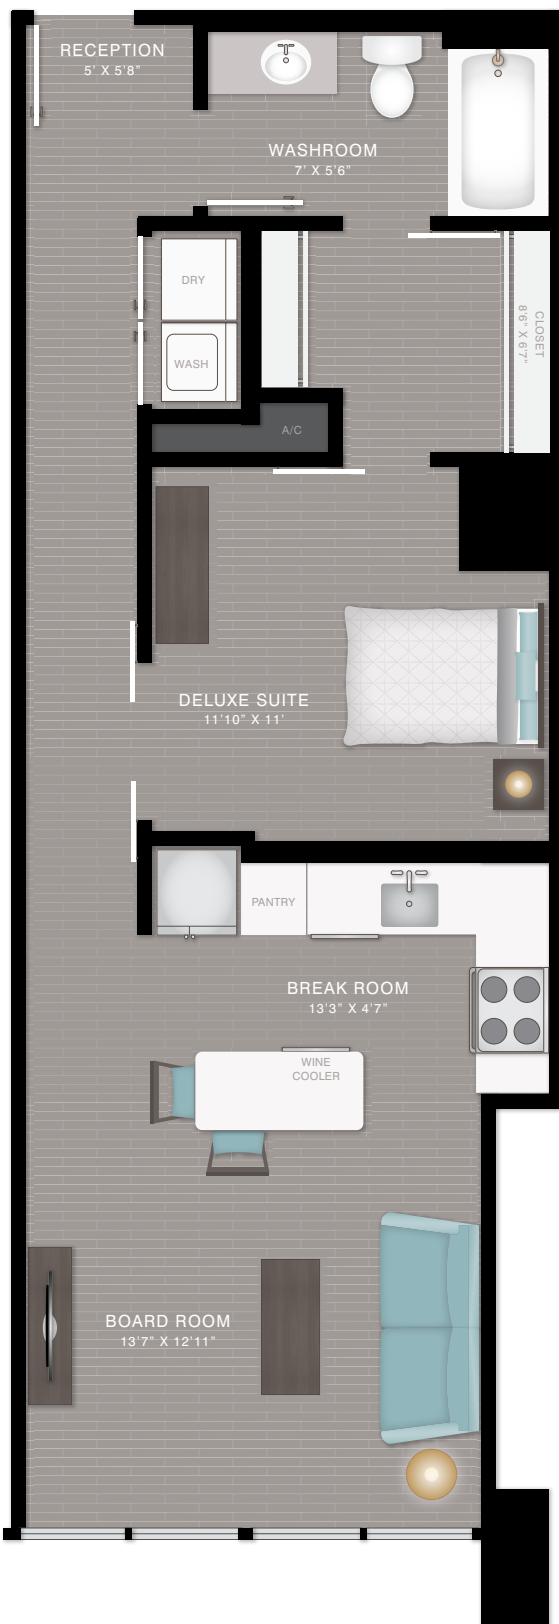 RECEPTION
5' X 5'8"
WASHROOM
7' X 5'6"
DRY
WASH
CLOSET
8'6" X 6'7"
A/C
DELUXE SUITE
11'10" X 11'
PANTRY
BREAK ROOM
13'3" X 4'7"
WINE
COOLER
BOARD ROOM
13'7" X 12'11"